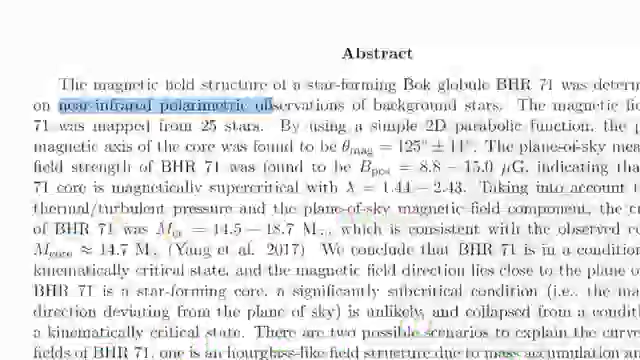 Abstract
The magnetic field structure of a star-forming Bok globule BHR 71 was determ
on near-infrared polarimetric observations of background stars. The magnetic fie
71 was mapped from 25 stars. By using a simple 2D parabolic function, the p
magnetic axis of the core was found to be θmag = 125° ± 11°. The plane-of-sky mea
field strength of BHR 71 was found to be Bpos = 8.8 − 15.0 μG, indicating tha
71 core is magnetically supercritical with λ = 1.44 − 2.43. Taking into account t
thermal/turbulent pressure and the plane-of-sky magnetic field component, the cr
of BHR 71 was Mcr = 14.5 − 18.7 M⊙, which is consistent with the observed
Mcore ≈ 14.7 M⊙ (Yang et al. 2017) We conclude that BHR 71 is in a condition
kinematically critical state, and the magnetic field direction lies close to the plane o
BHR 71 is a star-forming core, a significantly subcritical condition (i.e., the ma
direction deviating from the plane of sky) is unlikely, and collapsed from a condit
a kinematically critical state. There are two possible scenarios to explain the curve
fields of BHR 71, one is an hourglass-like field structure due to mass accumulation a